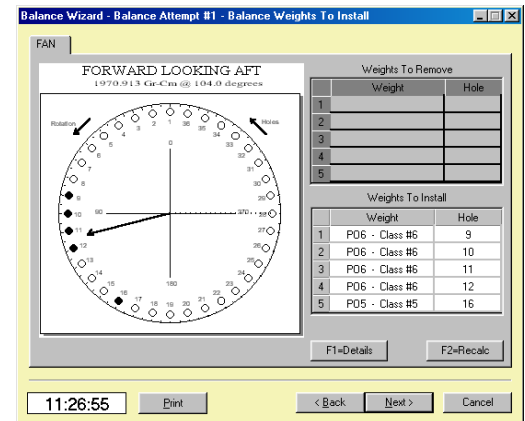 Balance Wizard - Balance Attempt #1 - Balance Weights To Install
FAN
FORWARD LOOKING AFT
1970.913 Gr-Cm @ 104.0 degrees
Rotation
Holes
1
36
35
34
33
32
31
30
29
28
27
26
25
24
23
22
21
20
19
18
17
16
15
14
13
12
11
10
9
8
7
6
5
4
3
2
0
90
180
270
Weights To Remove
Weight Hole
1
2
3
4
5
Weights To Install
Weight Hole
1 P06 - Class #6 9
2 P06 - Class #6 10
3 P06 - Class #6 11
4 P06 - Class #6 12
5 P05 - Class #5 16
F1=Details F2=Recalc
11:26:55 Print < Back Next > Cancel